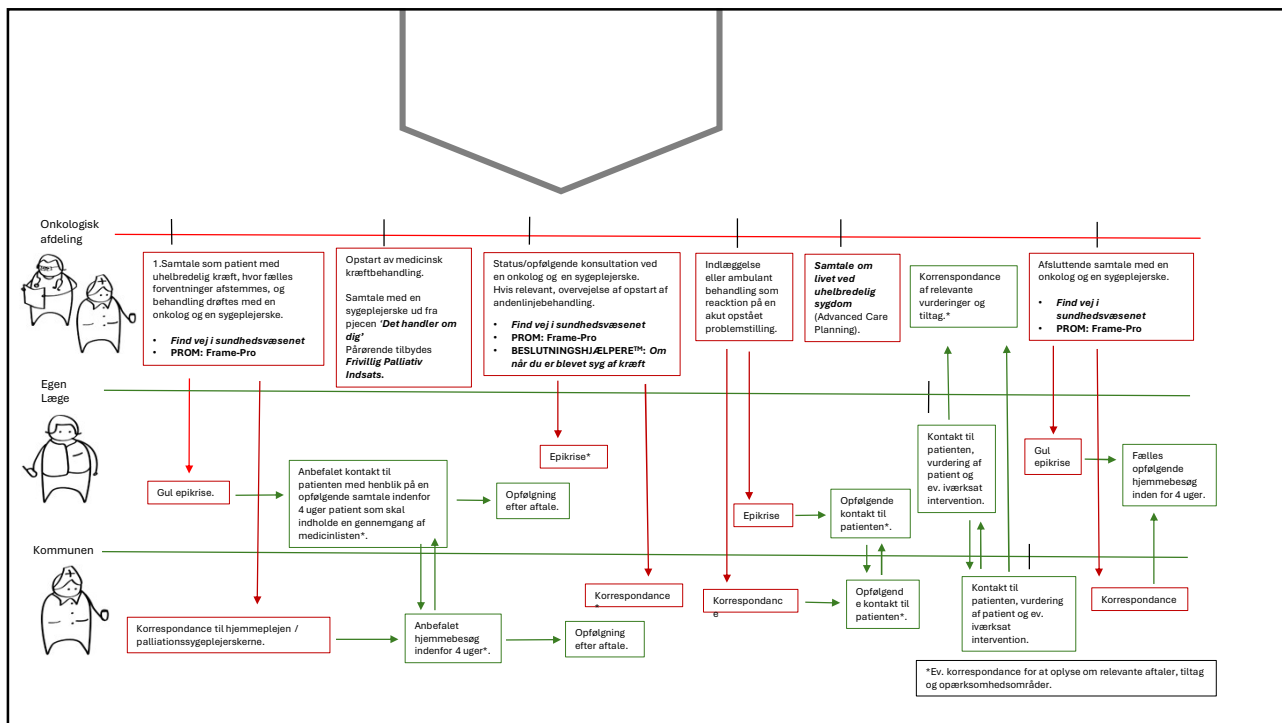 Onkologisk
afdeling
1.Samtale som patient med
uhelbredelig kræft, hvor fælles
forventninger afstemmes, og
behandling drøftes med en
onkolog og en sygeplejerske.
• Find vej i sundhedsvæsenet
• PROM: Frame-Pro
Opstart av medicinsk
kræftbehandling.
Samtale med en
sygeplejerske ud fra
pjecen 'Det handler om
dig'
Pårørende tilbydes
Frivillig Palliativ
Indsats.
Status/opfølgende konsultation ved
en onkolog og en sygeplejerske.
Hvis relevant, overvejelse af opstart af
andenlinjebehandling.
• Find vej i sundhedsvæsenet
• PROM: Frame-Pro
• BESLUTNINGSHJÆLPERE™: Om
når du er blevet syg af kræft
Indlæggelse
eller ambulant
behandling som
reacktion på en
akut opstået
problemstilling.
Samtale om
livet ved
uhelbredelig
sygdom
(Advanced Care
Planning).
Korrenspondance
af relevante
vurderinger og
tiltag.*
Afsluttende samtale med en
onkolog og en sygeplejerske.
• Find vej i
sundhedsvæsenet
• PROM: Frame-Pro
Egen
Læge
Gul epikrise.
Anbefalet kontakt til
patienten med henblik på en
opfølgende samtale indenfor
4 uger patient som skal
indholde en gennemgang af
medicinlisten*.
Opfølgning
efter aftale.
Epikrise*
Epikrise
Opfølgende
kontakt til
patienten*.
Kontakt til
patienten,
vurdering af
patient og
ev. iværksat
intervention.
Gul
epikrise
Fælles
opfølgende
hjemmebesøg
inden for 4 uger.
Kommunen
Korrespondance til hjemmeplejen /
palliationssygeplejerskerne.
Anbefalet
hjemmebesøg
indenfor 4 uger*.
Opfølgning
efter aftale.
Korrespondance
*
Korrespondanc
e
Opfølgend
e kontakt til
patienten*.
Kontakt til
patienten, vurdering
af patient og ev.
iværksat
intervention.
Korrespondance
*Ev. korrespondance for at oplyse om relevante aftaler, tiltag
og opærksomhedsområder.